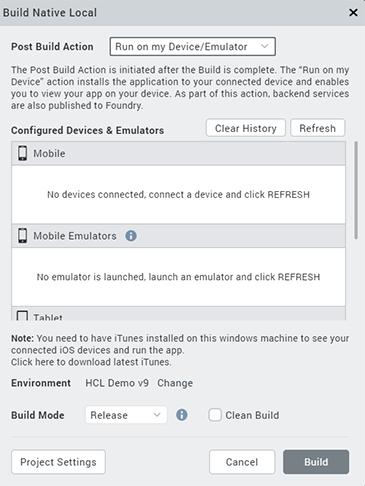 Build Native Local
Post Build Action Run on my Device/Emulator
The Post Build Action is initiated after the Build is complete. The “Run on my
Device” action installs the application to your connected device and enables
you to view your app on your device. As part of this action, backend services
are also published to Foundry.
Configured Devices & Emulators Clear History Refresh
Mobile
No devices connected, connect a device and click REFRESH
Mobile Emulators
No emulator is launched, launch an emulator and click REFRESH
Tablet
Note: You need to have iTunes installed on this windows machine to see your
connected iOS devices and run the app.
Click here to download latest iTunes.
Environment HCL Demo v9 Change
Build Mode Release Clean Build
Project Settings Cancel Build